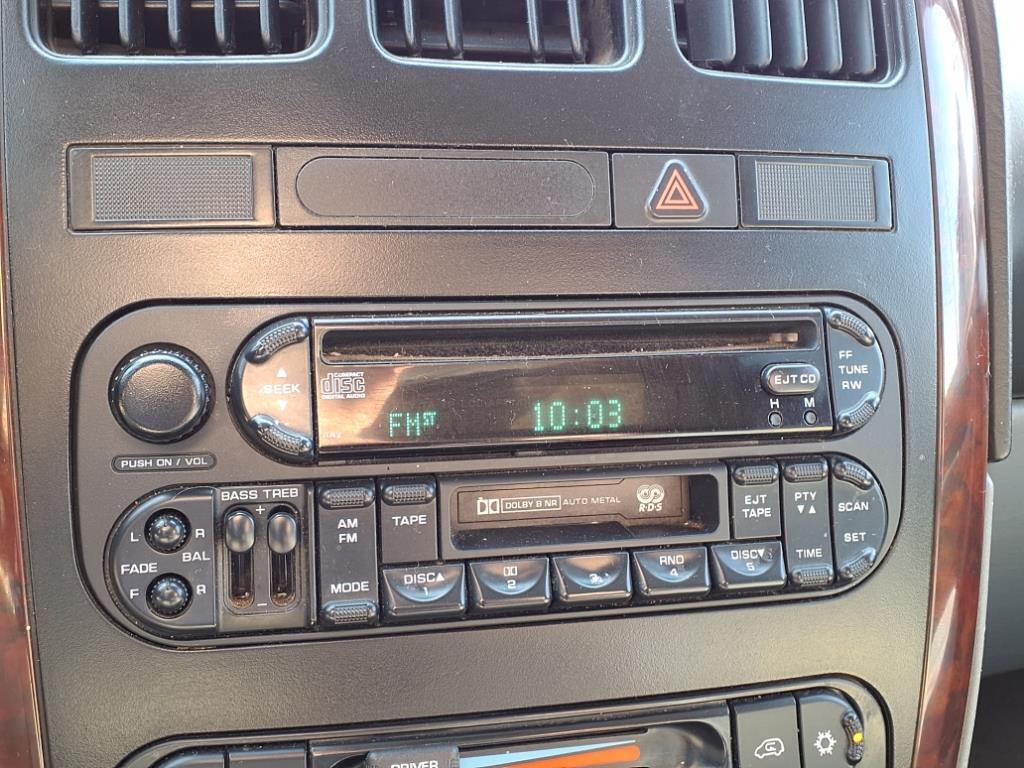 COMPACT
disc
DIGITAL AUDIO
SEEK
FM ST
10:03
EJT CD
H M
FF
TUNE
RW
PUSH ON / VOL
BASS TREB
+
−
L R
BAL
FADE
F R
AM
FM
MODE
TAPE
DOLBY B NR AUTO METAL
R·D·S
EJT
TAPE
PTY
TIME
SCAN
SET
DISC▲
1
2
3
RND
4
DISC▼
5
DRIVER